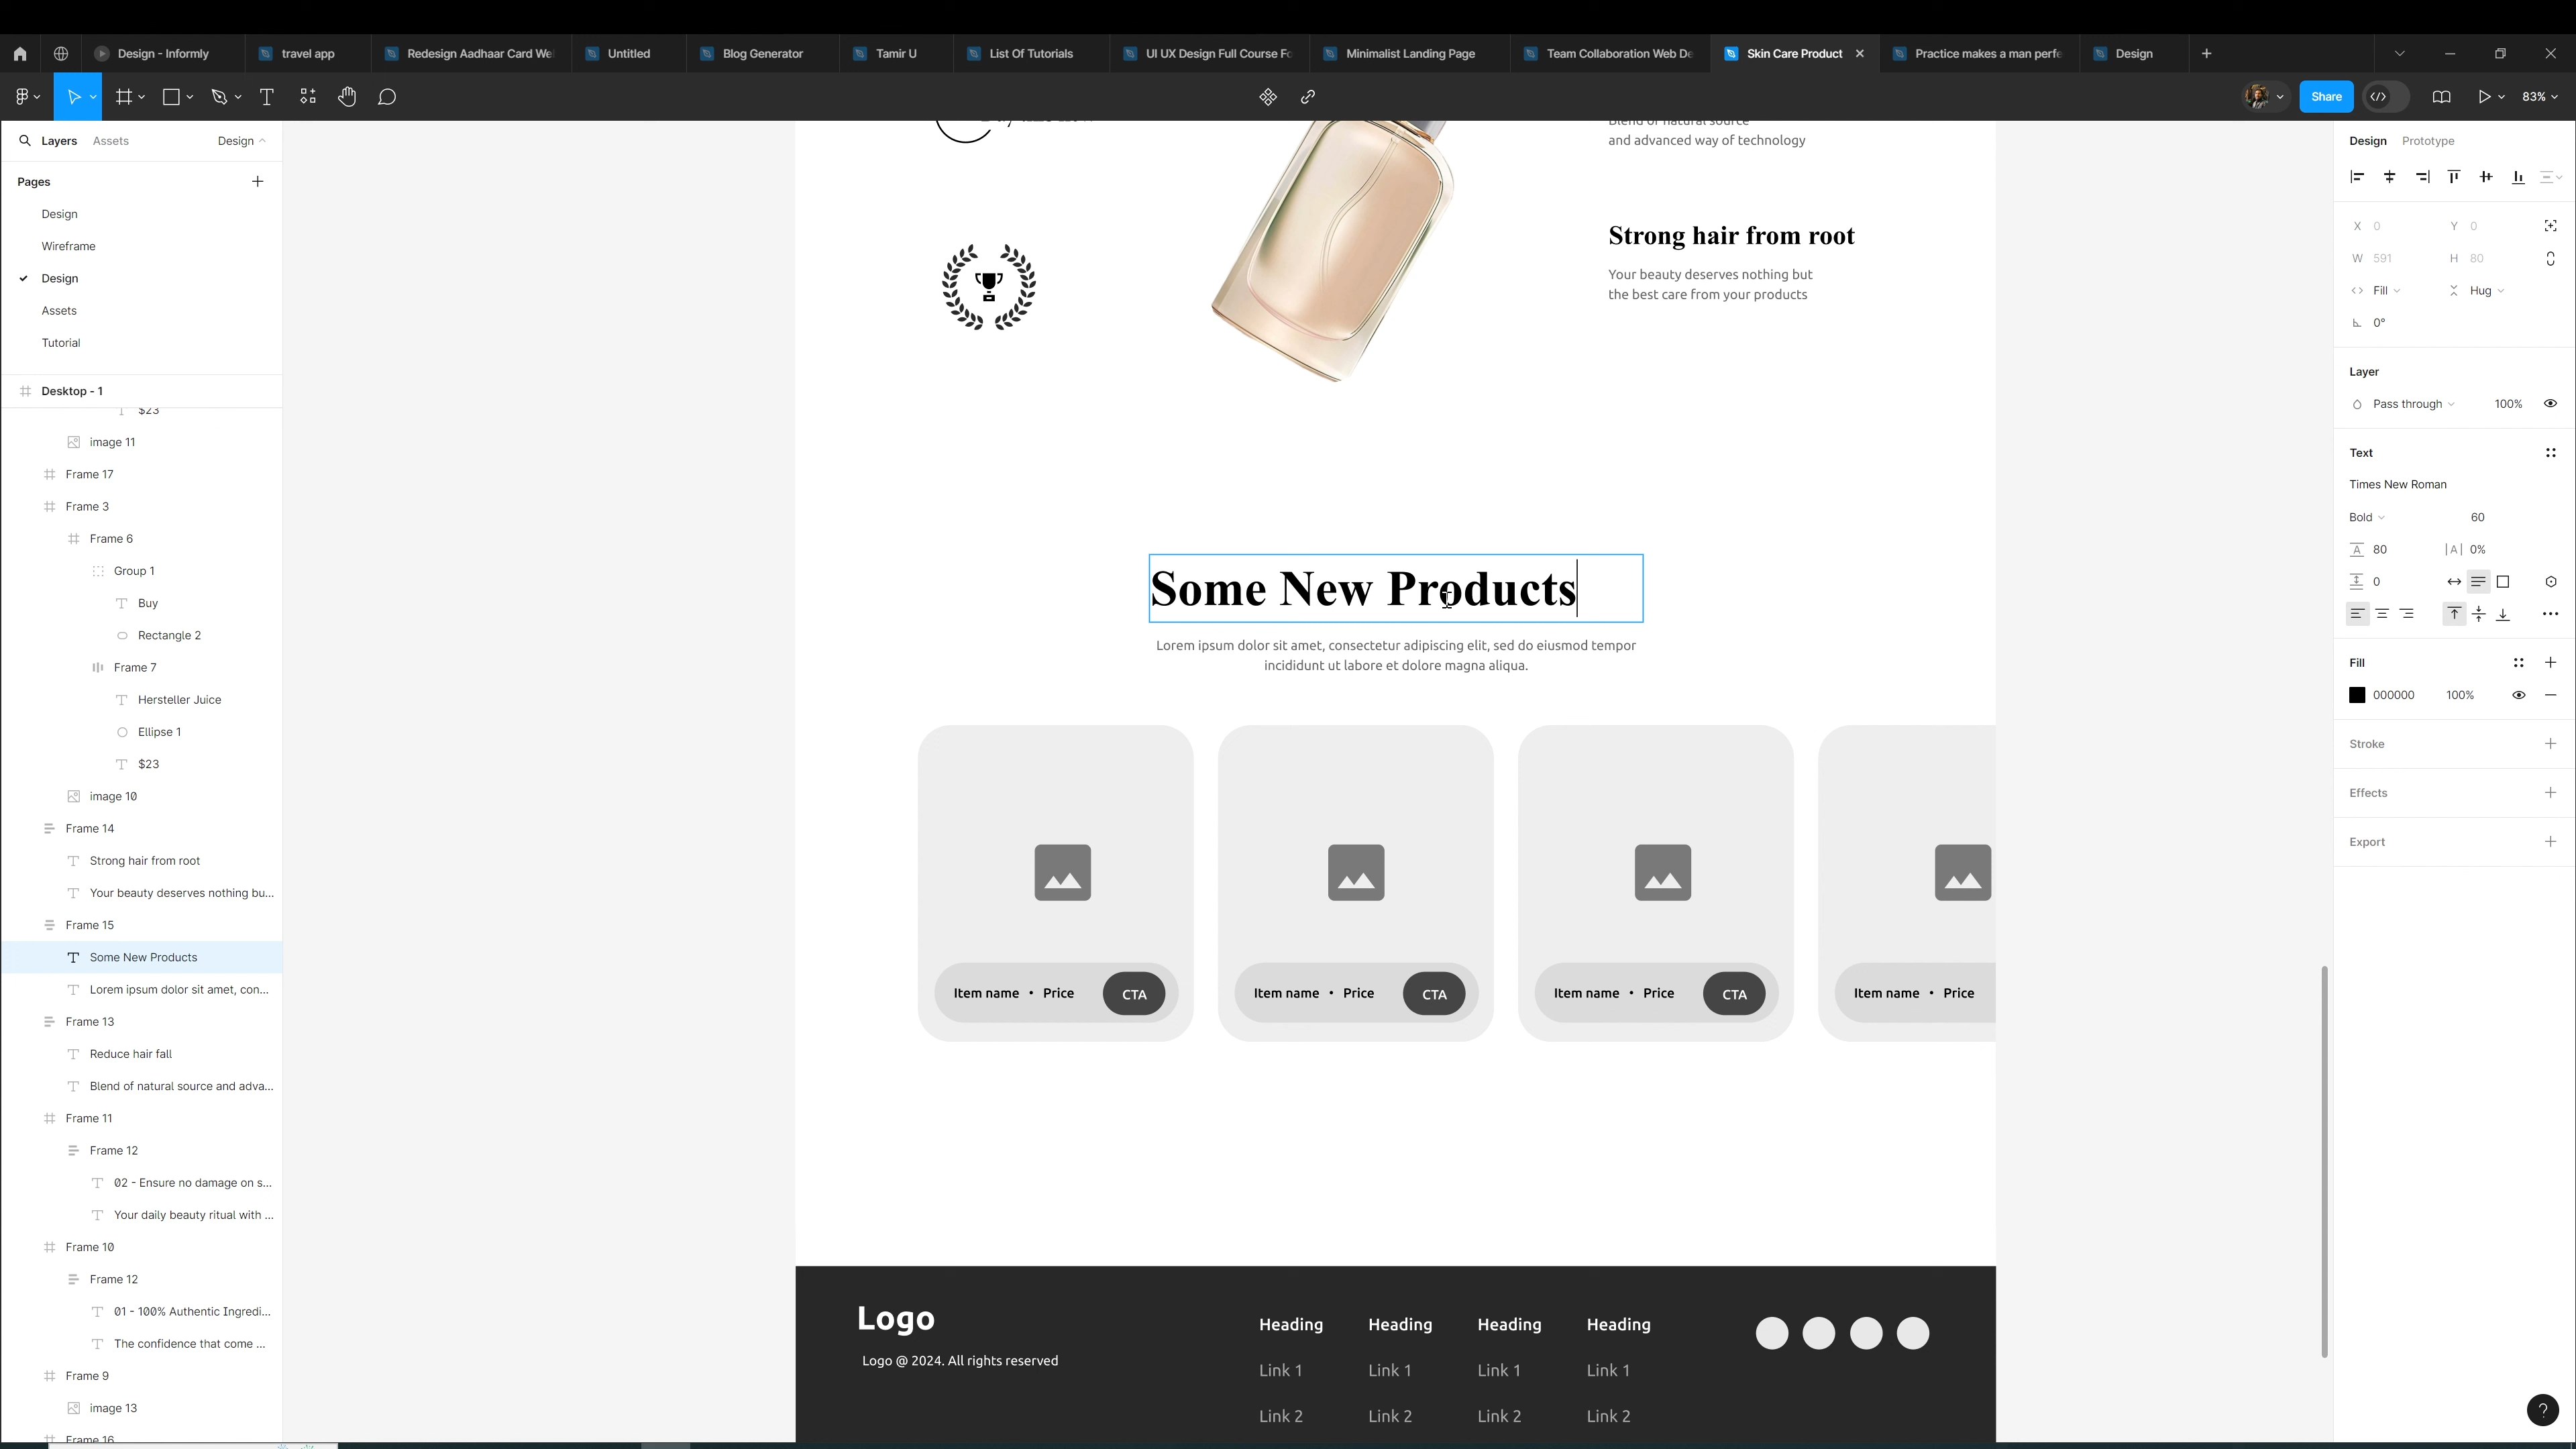 Design - Informly
travel app
Redesign Aadhaar Card We
Untitled
Blog Generator
Tamir U
List Of Tutorials
UI UX Design Full Course Fo
Minimalist Landing Page
Team Collaboration Web De
Skin Care Product
Practice makes a man perfe
Design
Share
83%
Layers
Assets
Design
Pages
Design
Wireframe
Design
Assets
Tutorial
Desktop - 1
$23
image 11
Frame 17
Frame 3
Frame 6
Group 1
Buy
Rectangle 2
Frame 7
Hersteller Juice
Ellipse 1
$23
image 10
Frame 14
Strong hair from root
Your beauty deserves nothing bu...
Frame 15
Some New Products
Lorem ipsum dolor sit amet, con...
Frame 13
Reduce hair fall
Blend of natural source and adva...
Frame 11
Frame 12
02 - Ensure no damage on s...
Your daily beauty ritual with ...
Frame 10
Frame 12
01 - 100% Authentic Ingredi...
The confidence that come ...
Frame 9
image 13
Frame 16
Blend of natural source
and advanced way of technology
Strong hair from root
Your beauty deserves nothing but
the best care from your products
Some New Products
Lorem ipsum dolor sit amet, consectetur adipiscing elit, sed do eiusmod tempor
incididunt ut labore et dolore magna aliqua.
Item name • Price CTA
Item name • Price CTA
Item name • Price CTA
Item name • Price
Logo
Logo @ 2024. All rights reserved
Heading Heading Heading Heading
Link 1 Link 1 Link 1 Link 1
Link 2 Link 2 Link 2 Link 2
Design
Prototype
X 0 Y 0
W 591 H 80
Fill Hug
0°
Layer
Pass through 100%
Text
Times New Roman
Bold 60
80 |A| 0%
0
Fill
000000 100%
Stroke
Effects
Export
?